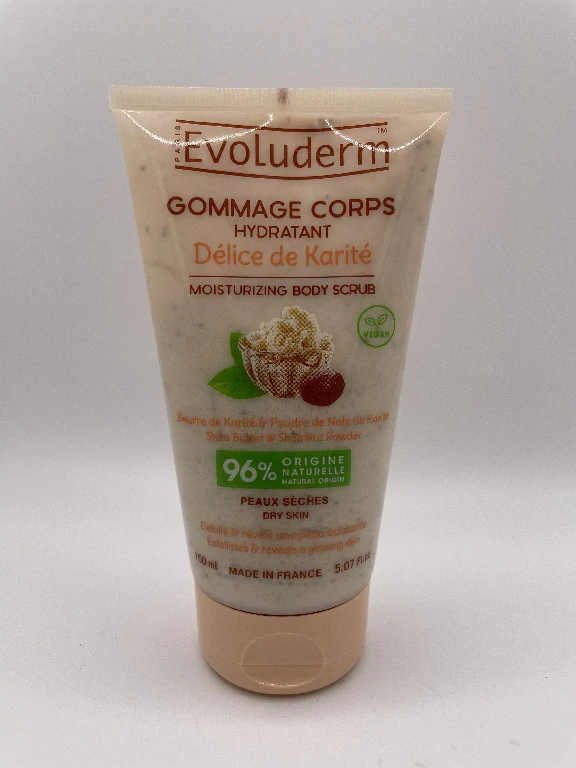 PARIS
Evoluderm™
GOMMAGE CORPS
HYDRATANT
Délice de Karité
MOISTURIZING BODY SCRUB
VEGAN
Beurre de Karité & Poudre de Noix de Karité
Shea Butter & Shea Nut Powder
96% ORIGINE
NATURELLE
NATURAL ORIGIN
PEAUX SÈCHES
DRY SKIN
Exfolie & révèle une peau éclatante
Exfoliates & reveals a glowing skin
150 ml MADE IN FRANCE 5.07 Fl.oz